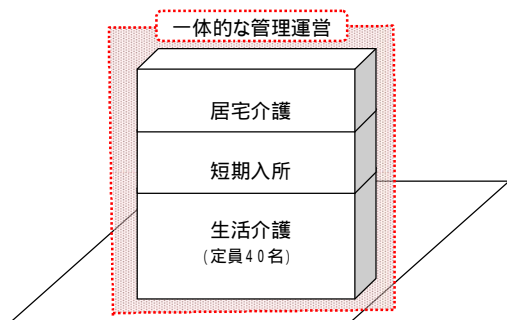 一体的な管理運営
居宅介護
短期入所
生活介護
(定員40名)